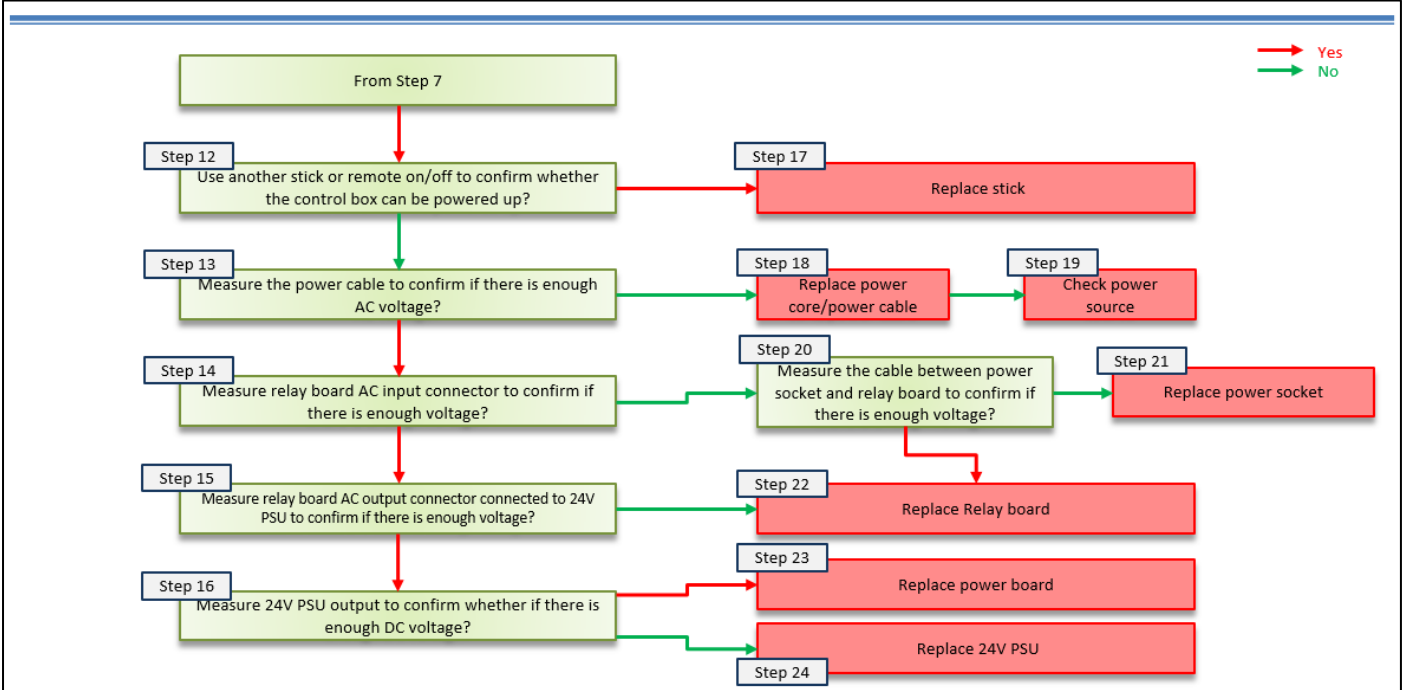 Yes
No
From Step 7
Step 12
Use another stick or remote on/off to confirm whether
the control box can be powered up?
Step 17
Replace stick
Step 13
Measure the power cable to confirm if there is enough
AC voltage?
Step 18
Replace power
core/power cable
Step 19
Check power
source
Step 14
Measure relay board AC input connector to confirm if
there is enough voltage?
Step 20
Measure the cable between power
socket and relay board to confirm if
there is enough voltage?
Step 21
Replace power socket
Step 15
Measure relay board AC output connector connected to 24V
PSU to confirm if there is enough voltage?
Step 22
Replace Relay board
Step 16
Measure 24V PSU output to confirm whether if there is
enough DC voltage?
Step 23
Replace power board
Replace 24V PSU
Step 24